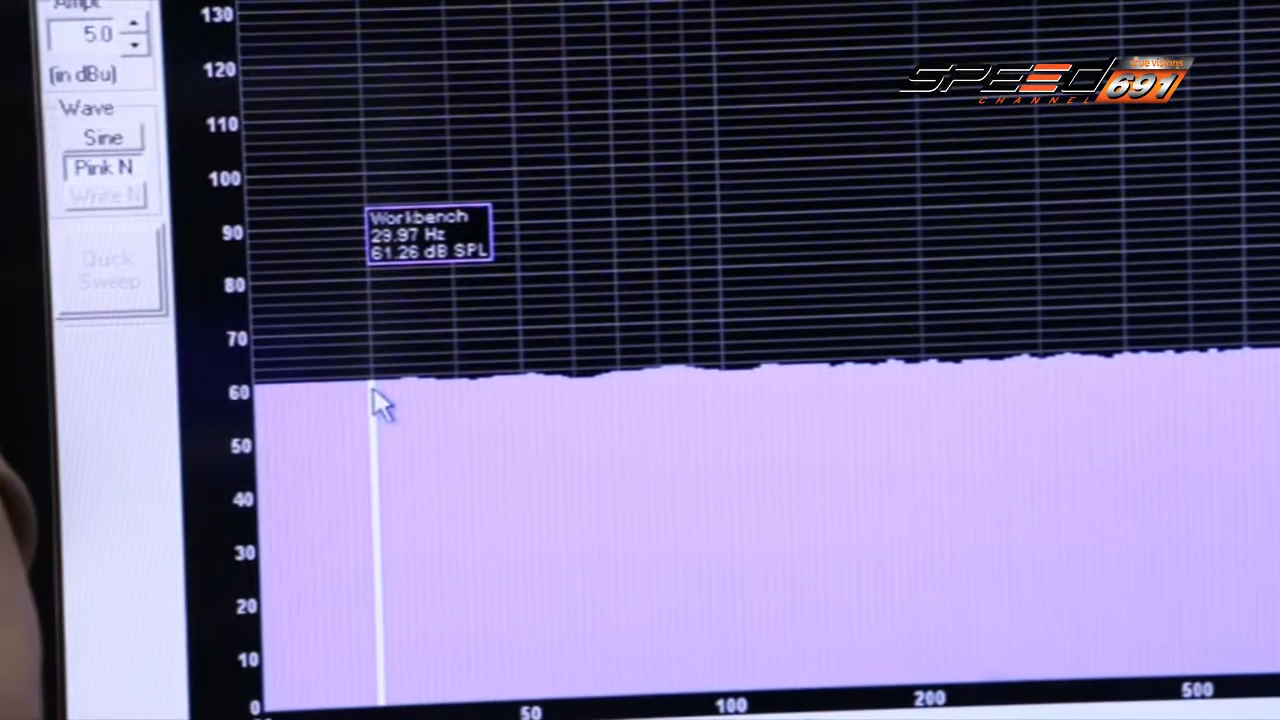 Ampl
5.0
(in dBu)
Wave
Sine
Pink N
White N
Quick
Sweep
130
120
110
100
90
80
70
60
50
40
30
20
10
0
Workbench
29.97 Hz
61.26 dB SPL
50
100
200
500
true visions
SPEED
CHANNEL
691